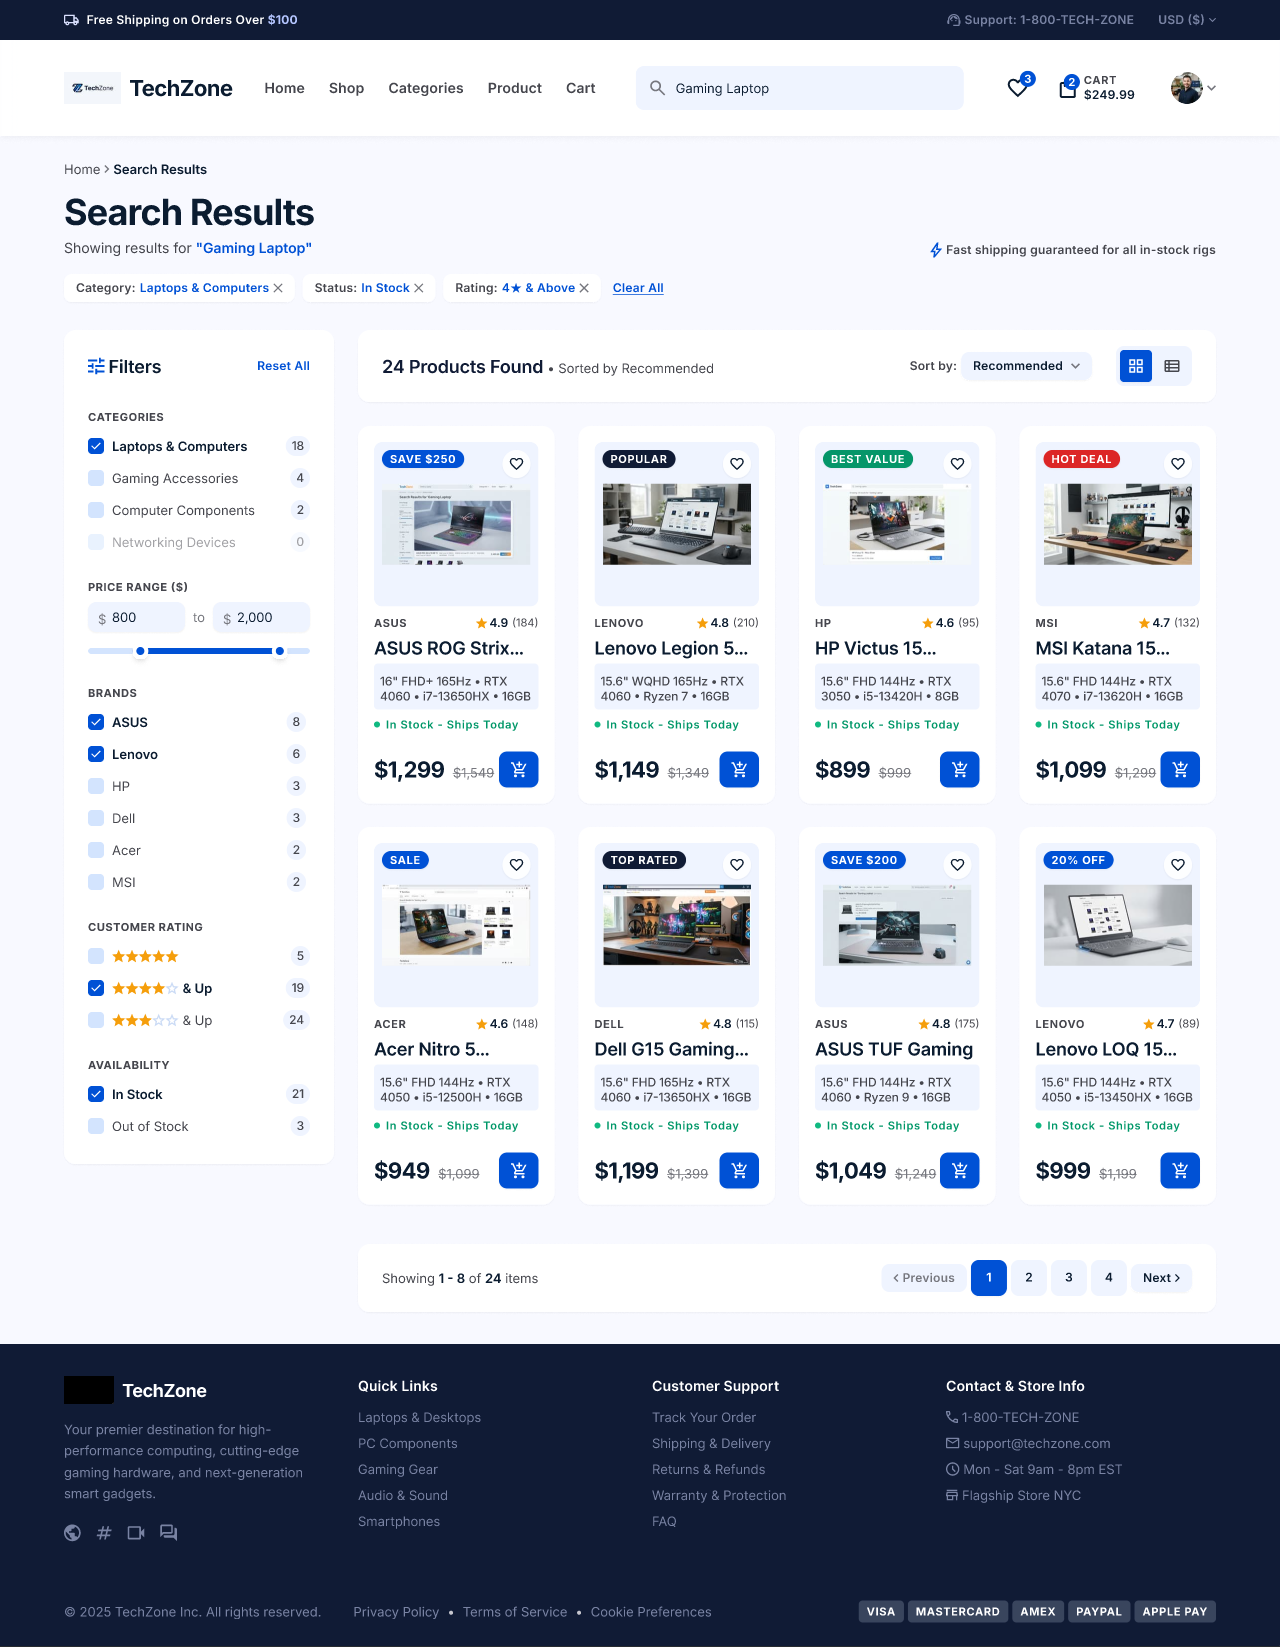 Free Shipping on Orders Over $100
Support: 1-800-TECH-ZONE
USD ($)
TechZone
TechZone
Home
Shop
Categories
Product
Cart
Gaming Laptop
3
2
CART
$249.99
Home > Search Results
Search Results
Showing results for "Gaming Laptop"
Fast shipping guaranteed for all in-stock rigs
Category: Laptops & Computers
Status: In Stock
Rating: 4★ & Above
Clear All
Filters
Reset All
CATEGORIES
Laptops & Computers 18
Gaming Accessories 4
Computer Components 2
Networking Devices 0
PRICE RANGE ($)
$ 800 to $ 2,000
BRANDS
ASUS 8
Lenovo 6
HP 3
Dell 3
Acer 2
MSI 2
CUSTOMER RATING
★★★★★ 5
★★★★☆ & Up 19
★★★☆☆ & Up 24
AVAILABILITY
In Stock 21
Out of Stock 3
24 Products Found • Sorted by Recommended
Sort by: Recommended
SAVE $250
ASUS ★ 4.9 (184)
ASUS ROG Strix...
16" FHD+ 165Hz • RTX
4060 • i7-13650HX • 16GB
In Stock - Ships Today
$1,299 $1,549
POPULAR
LENOVO ★ 4.8 (210)
Lenovo Legion 5...
15.6" WQHD 165Hz • RTX
4060 • Ryzen 7 • 16GB
In Stock - Ships Today
$1,149 $1,349
BEST VALUE
HP ★ 4.6 (95)
HP Victus 15...
15.6" FHD 144Hz • RTX
3050 • i5-13420H • 8GB
In Stock - Ships Today
$899 $999
HOT DEAL
MSI ★ 4.7 (132)
MSI Katana 15...
15.6" FHD 144Hz • RTX
4070 • i7-13620H • 16GB
In Stock - Ships Today
$1,099 $1,299
SALE
ACER ★ 4.6 (148)
Acer Nitro 5...
15.6" FHD 144Hz • RTX
4050 • i5-12500H • 16GB
In Stock - Ships Today
$949 $1,099
TOP RATED
DELL ★ 4.8 (115)
Dell G15 Gaming...
15.6" FHD 165Hz • RTX
4060 • i7-13650HX • 16GB
In Stock - Ships Today
$1,199 $1,399
SAVE $200
ASUS ★ 4.8 (175)
ASUS TUF Gaming
15.6" FHD 144Hz • RTX
4060 • Ryzen 9 • 16GB
In Stock - Ships Today
$1,049 $1,249
20% OFF
LENOVO ★ 4.7 (89)
Lenovo LOQ 15...
15.6" FHD 144Hz • RTX
4050 • i5-13450HX • 16GB
In Stock - Ships Today
$999 $1,199
Showing 1 - 8 of 24 items
Previous 1 2 3 4 Next
TechZone
Your premier destination for high-
performance computing, cutting-edge
gaming hardware, and next-generation
smart gadgets.
Quick Links
Laptops & Desktops
PC Components
Gaming Gear
Audio & Sound
Smartphones
Customer Support
Track Your Order
Shipping & Delivery
Returns & Refunds
Warranty & Protection
FAQ
Contact & Store Info
1-800-TECH-ZONE
support@techzone.com
Mon - Sat 9am - 8pm EST
Flagship Store NYC
© 2025 TechZone Inc. All rights reserved.
Privacy Policy • Terms of Service • Cookie Preferences
VISA MASTERCARD AMEX PAYPAL APPLE PAY